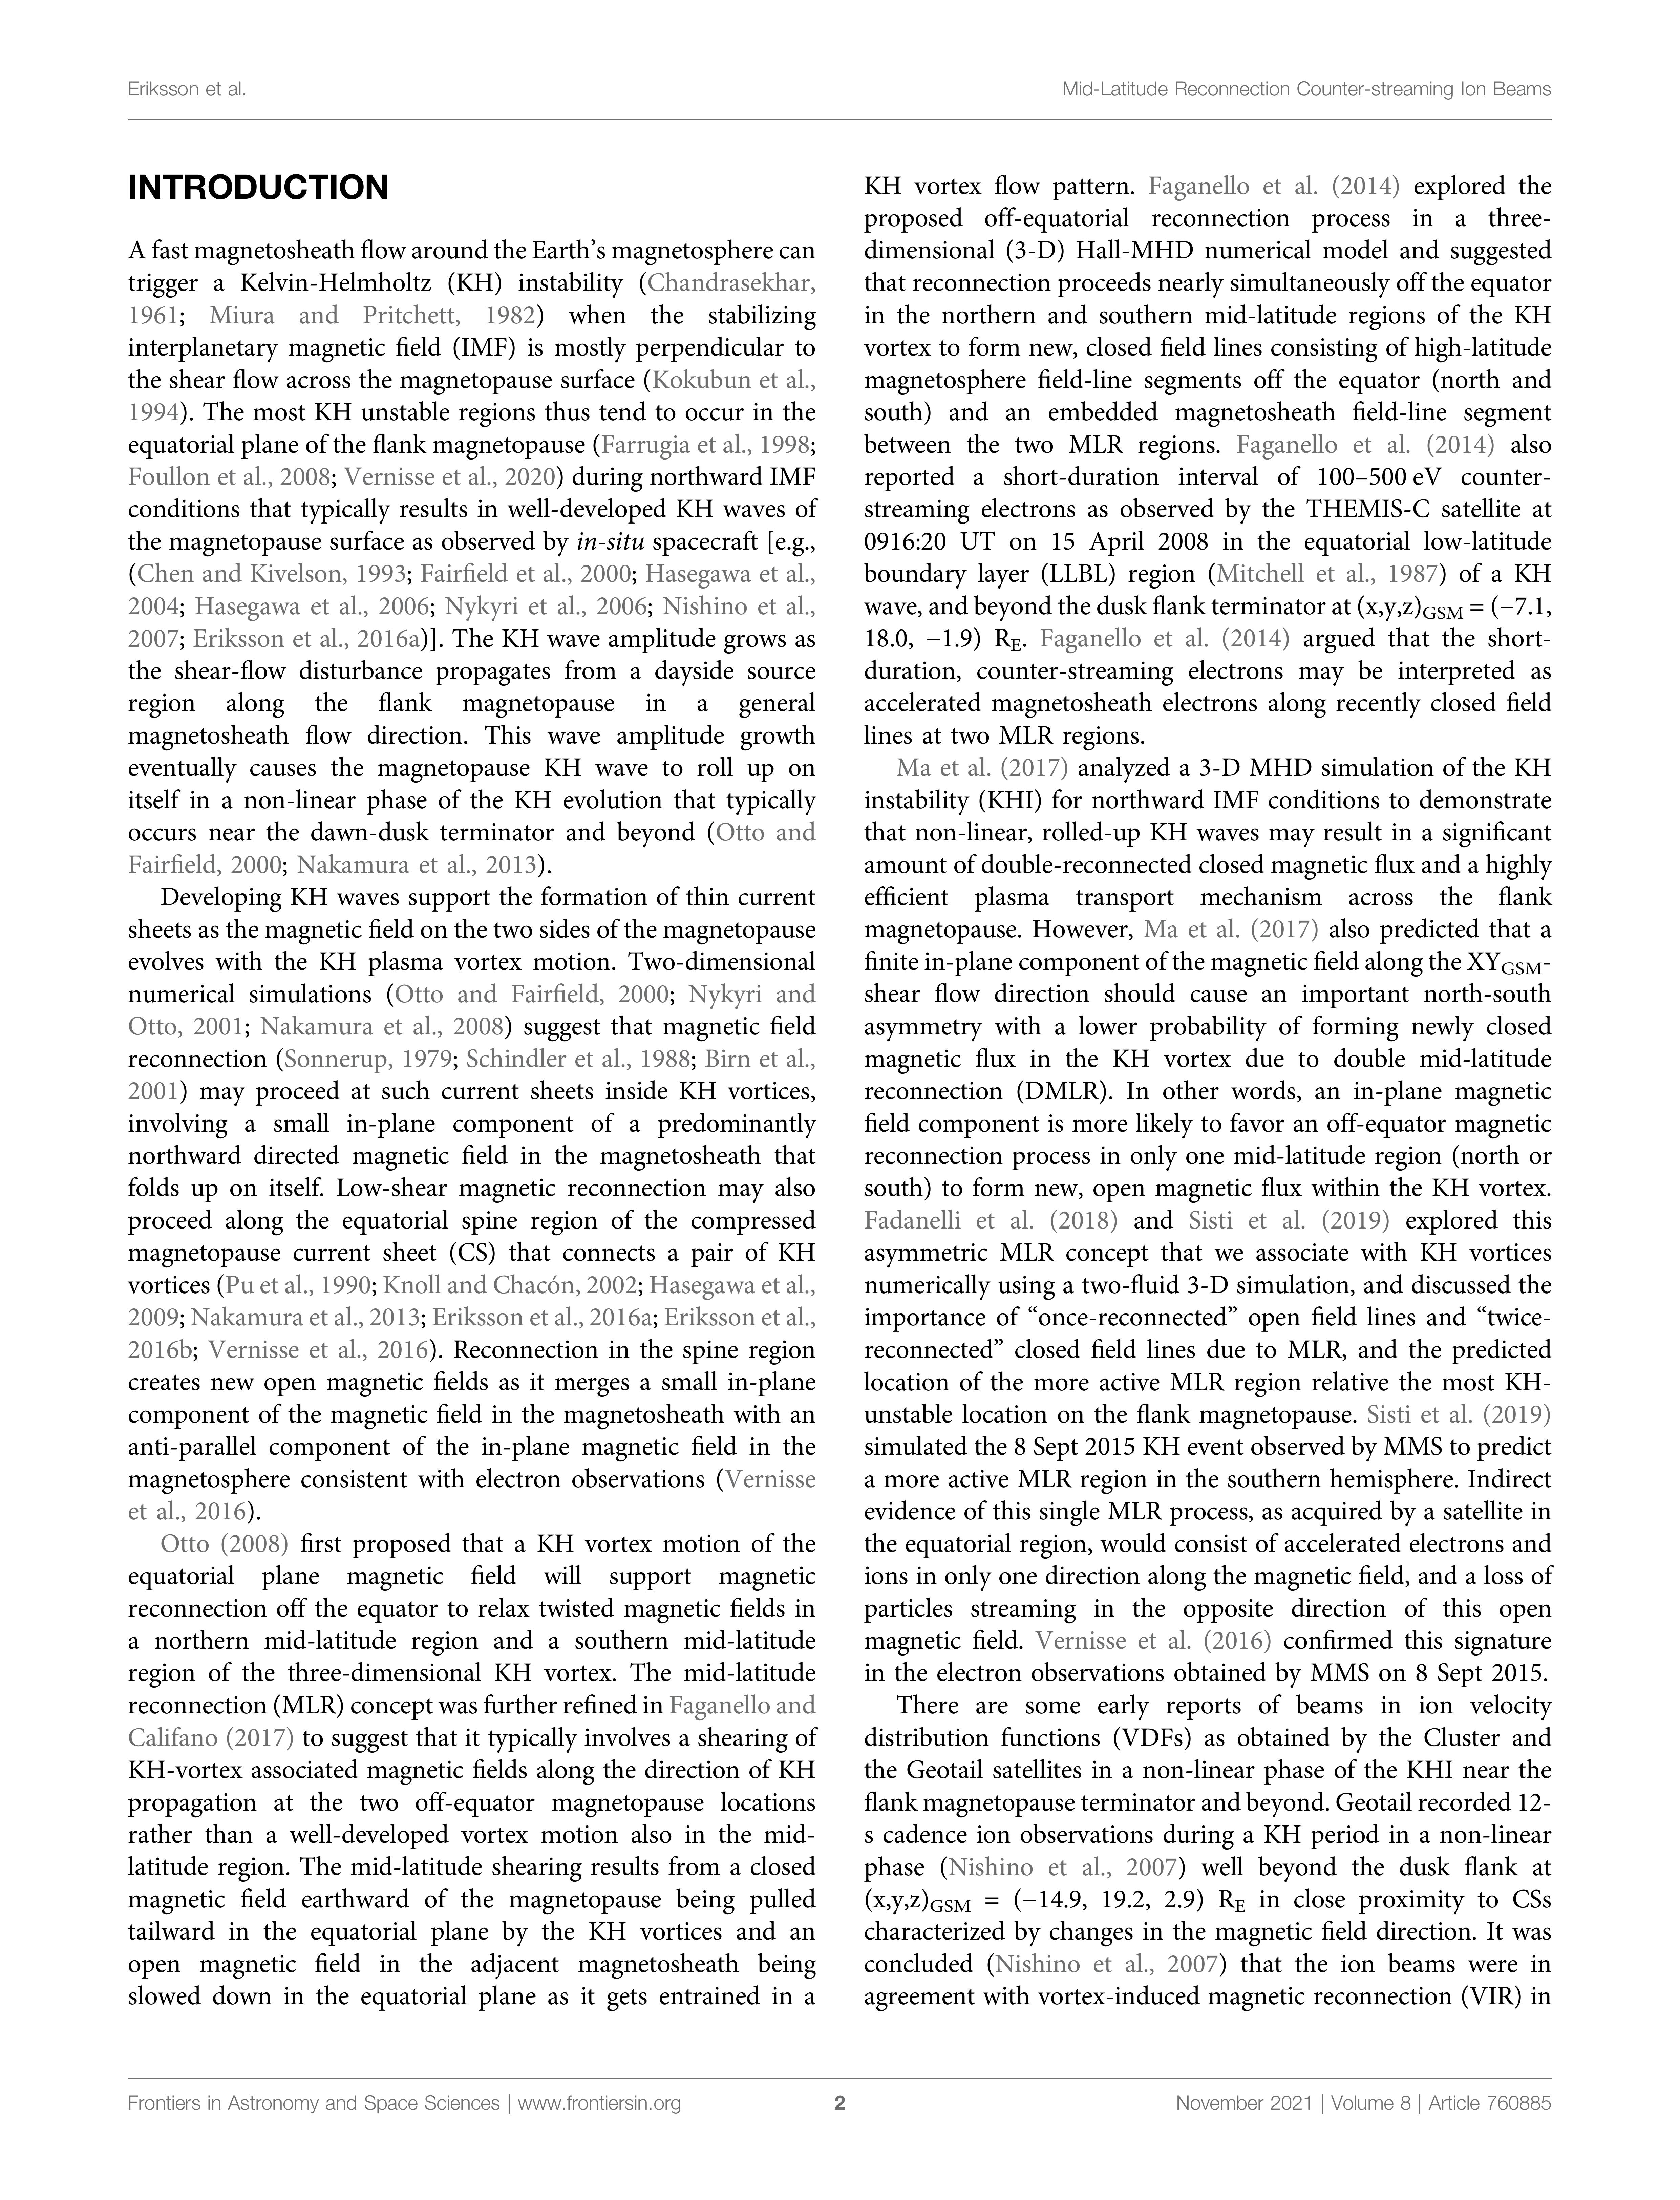 Eriksson et al.
Mid-Latitude Reconnection Counter-streaming Ion Beams
INTRODUCTION
A fast magnetosheath flow around the Earth’s magnetosphere can
trigger a Kelvin-Helmholtz (KH) instability (Chandrasekhar,
1961; Miura and Pritchett, 1982) when the stabilizing
interplanetary magnetic field (IMF) is mostly perpendicular to
the shear flow across the magnetopause surface (Kokubun et al.,
1994). The most KH unstable regions thus tend to occur in the
equatorial plane of the flank magnetopause (Farrugia et al., 1998;
Foullon et al., 2008; Vernisse et al., 2020) during northward IMF
conditions that typically results in well-developed KH waves of
the magnetopause surface as observed by in-situ spacecraft [e.g.,
(Chen and Kivelson, 1993; Fairfield et al., 2000; Hasegawa et al.,
2004; Hasegawa et al., 2006; Nykyri et al., 2006; Nishino et al.,
2007; Eriksson et al., 2016a)]. The KH wave amplitude grows as
the shear-flow disturbance propagates from a dayside source
region along the flank magnetopause in a general
magnetosheath flow direction. This wave amplitude growth
eventually causes the magnetopause KH wave to roll up on
itself in a non-linear phase of the KH evolution that typically
occurs near the dawn-dusk terminator and beyond (Otto and
Fairfield, 2000; Nakamura et al., 2013).
Developing KH waves support the formation of thin current
sheets as the magnetic field on the two sides of the magnetopause
evolves with the KH plasma vortex motion. Two-dimensional
numerical simulations (Otto and Fairfield, 2000; Nykyri and
Otto, 2001; Nakamura et al., 2008) suggest that magnetic field
reconnection (Sonnerup, 1979; Schindler et al., 1988; Birn et al.,
2001) may proceed at such current sheets inside KH vortices,
involving a small in-plane component of a predominantly
northward directed magnetic field in the magnetosheath that
folds up on itself. Low-shear magnetic reconnection may also
proceed along the equatorial spine region of the compressed
magnetopause current sheet (CS) that connects a pair of KH
vortices (Pu et al., 1990; Knoll and Chacón, 2002; Hasegawa et al.,
2009; Nakamura et al., 2013; Eriksson et al., 2016a; Eriksson et al.,
2016b; Vernisse et al., 2016). Reconnection in the spine region
creates new open magnetic fields as it merges a small in-plane
component of the magnetic field in the magnetosheath with an
anti-parallel component of the in-plane magnetic field in the
magnetosphere consistent with electron observations (Vernisse
et al., 2016).
Otto (2008) first proposed that a KH vortex motion of the
equatorial plane magnetic field will support magnetic
reconnection off the equator to relax twisted magnetic fields in
a northern mid-latitude region and a southern mid-latitude
region of the three-dimensional KH vortex. The mid-latitude
reconnection (MLR) concept was further refined in Faganello and
Califano (2017) to suggest that it typically involves a shearing of
KH-vortex associated magnetic fields along the direction of KH
propagation at the two off-equator magnetopause locations
rather than a well-developed vortex motion also in the mid-
latitude region. The mid-latitude shearing results from a closed
magnetic field earthward of the magnetopause being pulled
tailward in the equatorial plane by the KH vortices and an
open magnetic field in the adjacent magnetosheath being
slowed down in the equatorial plane as it gets entrained in a
KH vortex flow pattern. Faganello et al. (2014) explored the
proposed off-equatorial reconnection process in a three-
dimensional (3-D) Hall-MHD numerical model and suggested
that reconnection proceeds nearly simultaneously off the equator
in the northern and southern mid-latitude regions of the KH
vortex to form new, closed field lines consisting of high-latitude
magnetosphere field-line segments off the equator (north and
south) and an embedded magnetosheath field-line segment
between the two MLR regions. Faganello et al. (2014) also
reported a short-duration interval of 100–500 eV counter-
streaming electrons as observed by the THEMIS-C satellite at
0916:20 UT on 15 April 2008 in the equatorial low-latitude
boundary layer (LLBL) region (Mitchell et al., 1987) of a KH
wave, and beyond the dusk flank terminator at (x,y,z)GSM = (−7.1,
18.0, −1.9) RE. Faganello et al. (2014) argued that the short-
duration, counter-streaming electrons may be interpreted as
accelerated magnetosheath electrons along recently closed field
lines at two MLR regions.
Ma et al. (2017) analyzed a 3-D MHD simulation of the KH
instability (KHI) for northward IMF conditions to demonstrate
that non-linear, rolled-up KH waves may result in a significant
amount of double-reconnected closed magnetic flux and a highly
efficient plasma transport mechanism across the flank
magnetopause. However, Ma et al. (2017) also predicted that a
finite in-plane component of the magnetic field along the XYGSM-
shear flow direction should cause an important north-south
asymmetry with a lower probability of forming newly closed
magnetic flux in the KH vortex due to double mid-latitude
reconnection (DMLR). In other words, an in-plane magnetic
field component is more likely to favor an off-equator magnetic
reconnection process in only one mid-latitude region (north or
south) to form new, open magnetic flux within the KH vortex.
Fadanelli et al. (2018) and Sisti et al. (2019) explored this
asymmetric MLR concept that we associate with KH vortices
numerically using a two-fluid 3-D simulation, and discussed the
importance of “once-reconnected” open field lines and “twice-
reconnected” closed field lines due to MLR, and the predicted
location of the more active MLR region relative the most KH-
unstable location on the flank magnetopause. Sisti et al. (2019)
simulated the 8 Sept 2015 KH event observed by MMS to predict
a more active MLR region in the southern hemisphere. Indirect
evidence of this single MLR process, as acquired by a satellite in
the equatorial region, would consist of accelerated electrons and
ions in only one direction along the magnetic field, and a loss of
particles streaming in the opposite direction of this open
magnetic field. Vernisse et al. (2016) confirmed this signature
in the electron observations obtained by MMS on 8 Sept 2015.
There are some early reports of beams in ion velocity
distribution functions (VDFs) as obtained by the Cluster and
the Geotail satellites in a non-linear phase of the KHI near the
flank magnetopause terminator and beyond. Geotail recorded 12-
s cadence ion observations during a KH period in a non-linear
phase (Nishino et al., 2007) well beyond the dusk flank at
(x,y,z)GSM = (−14.9, 19.2, 2.9) RE in close proximity to CSs
characterized by changes in the magnetic field direction. It was
concluded (Nishino et al., 2007) that the ion beams were in
agreement with vortex-induced magnetic reconnection (VIR) in
Frontiers in Astronomy and Space Sciences | www.frontiersin.org
2
November 2021 | Volume 8 | Article 760885